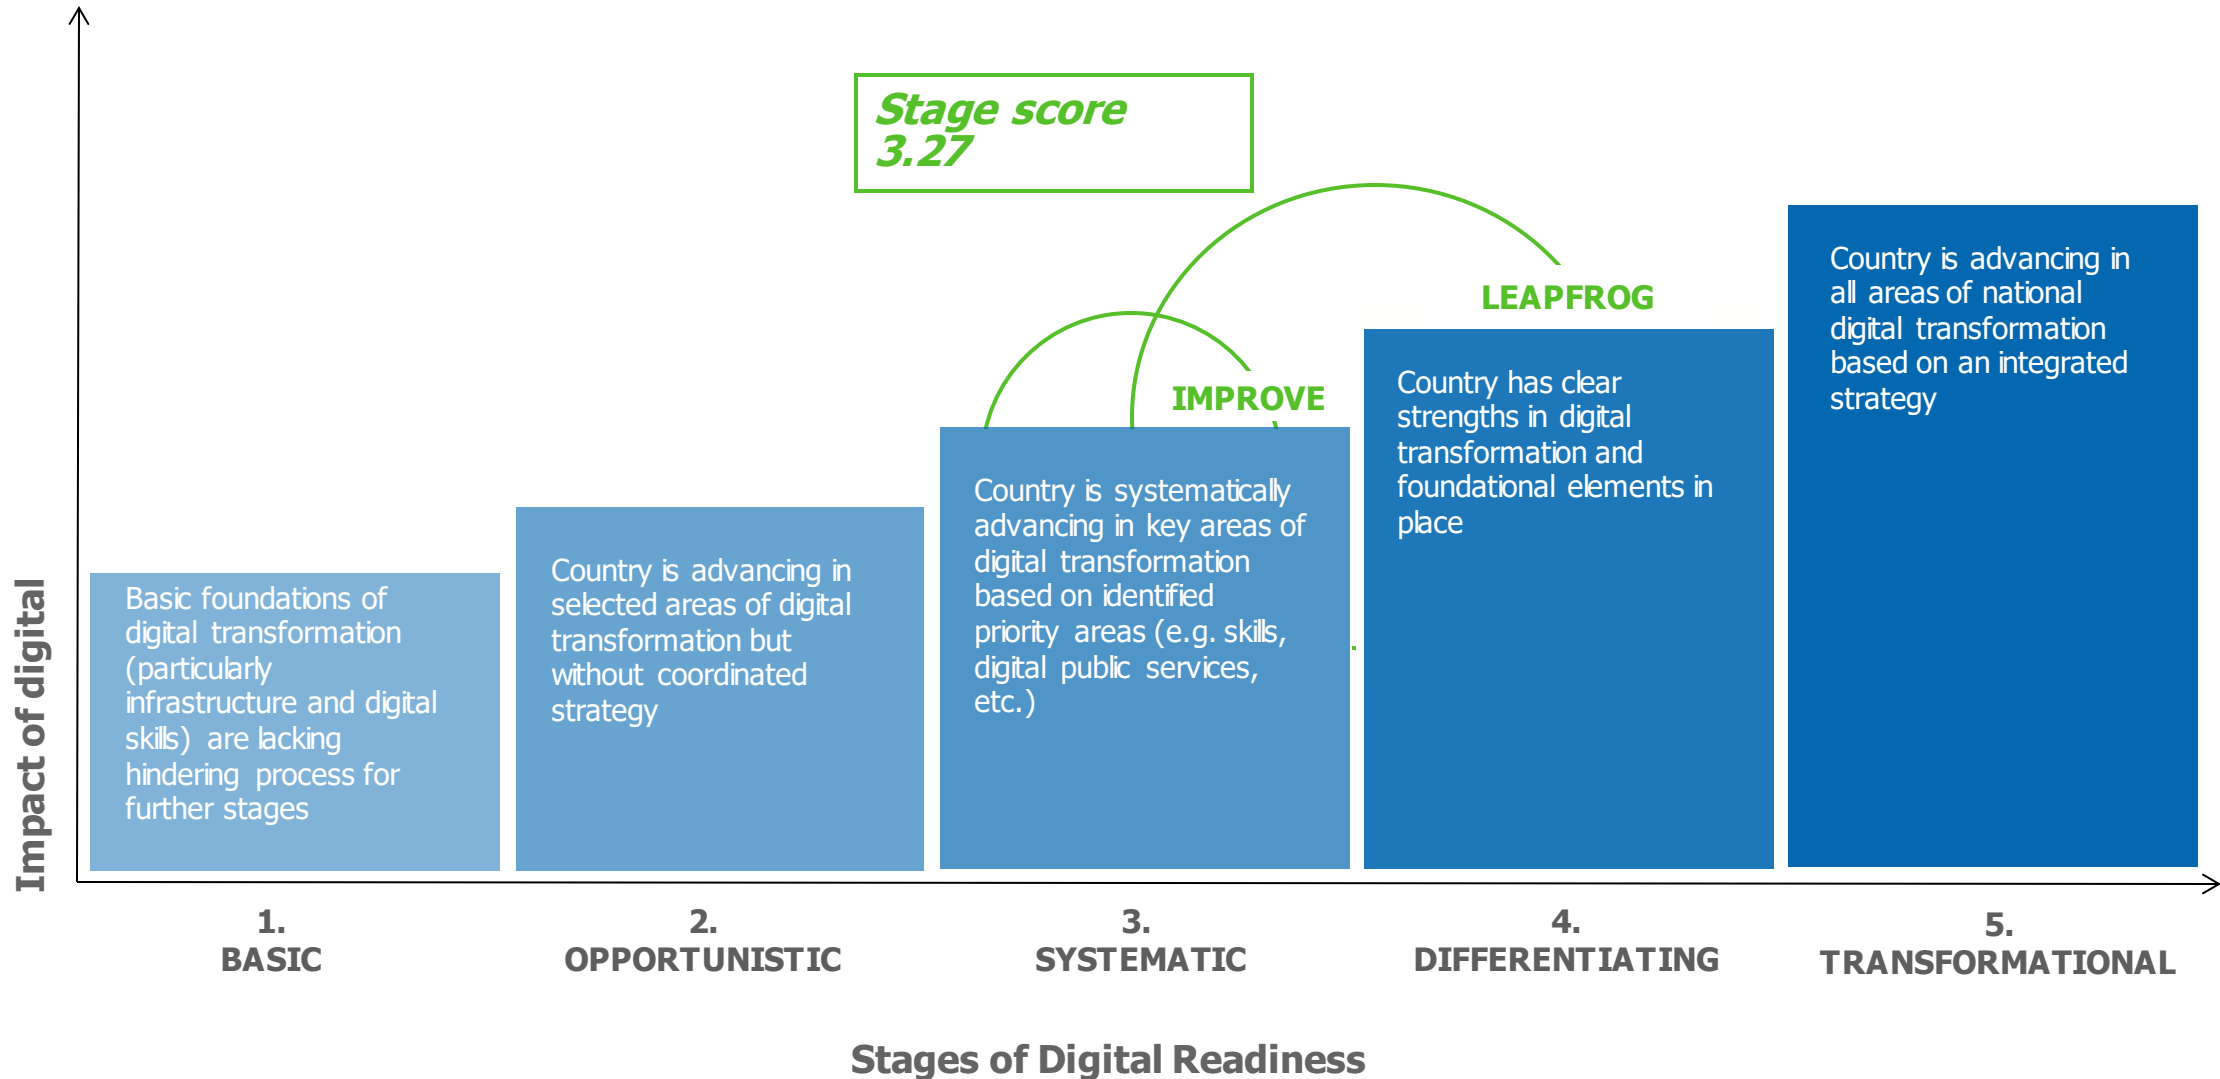 Stage score
3.27
LEAPFROG
IMPROVE
Impact of digital
Basic foundations of
digital transformation
(particularly
infrastructure and digital
skills) are lacking
hindering process for
further stages
Country is advancing in
selected areas of digital
transformation but
without coordinated
strategy
Country is systematically
advancing in key areas of
digital transformation
based on identified
priority areas (e.g. skills,
digital public services,
etc.)
Country has clear
strengths in digital
transformation and
foundational elements in
place
Country is advancing in
all areas of national
digital transformation
based on an integrated
strategy
1.
BASIC
2.
OPPORTUNISTIC
3.
SYSTEMATIC
4.
DIFFERENTIATING
5.
TRANSFORMATIONAL
Stages of Digital Readiness